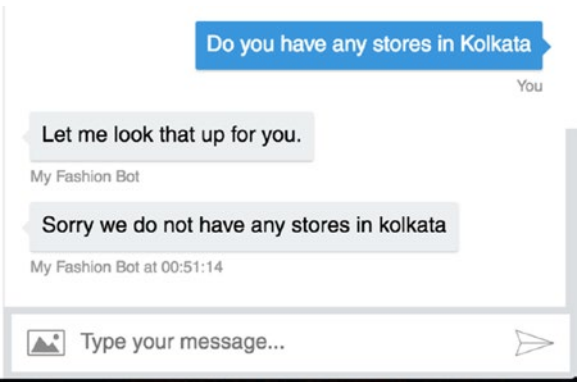 Do you have any stores in Kolkata
You
Let me look that up for you.
My Fashion Bot
Sorry we do not have any stores in kolkata
My Fashion Bot at 00:51:14
Type your message...